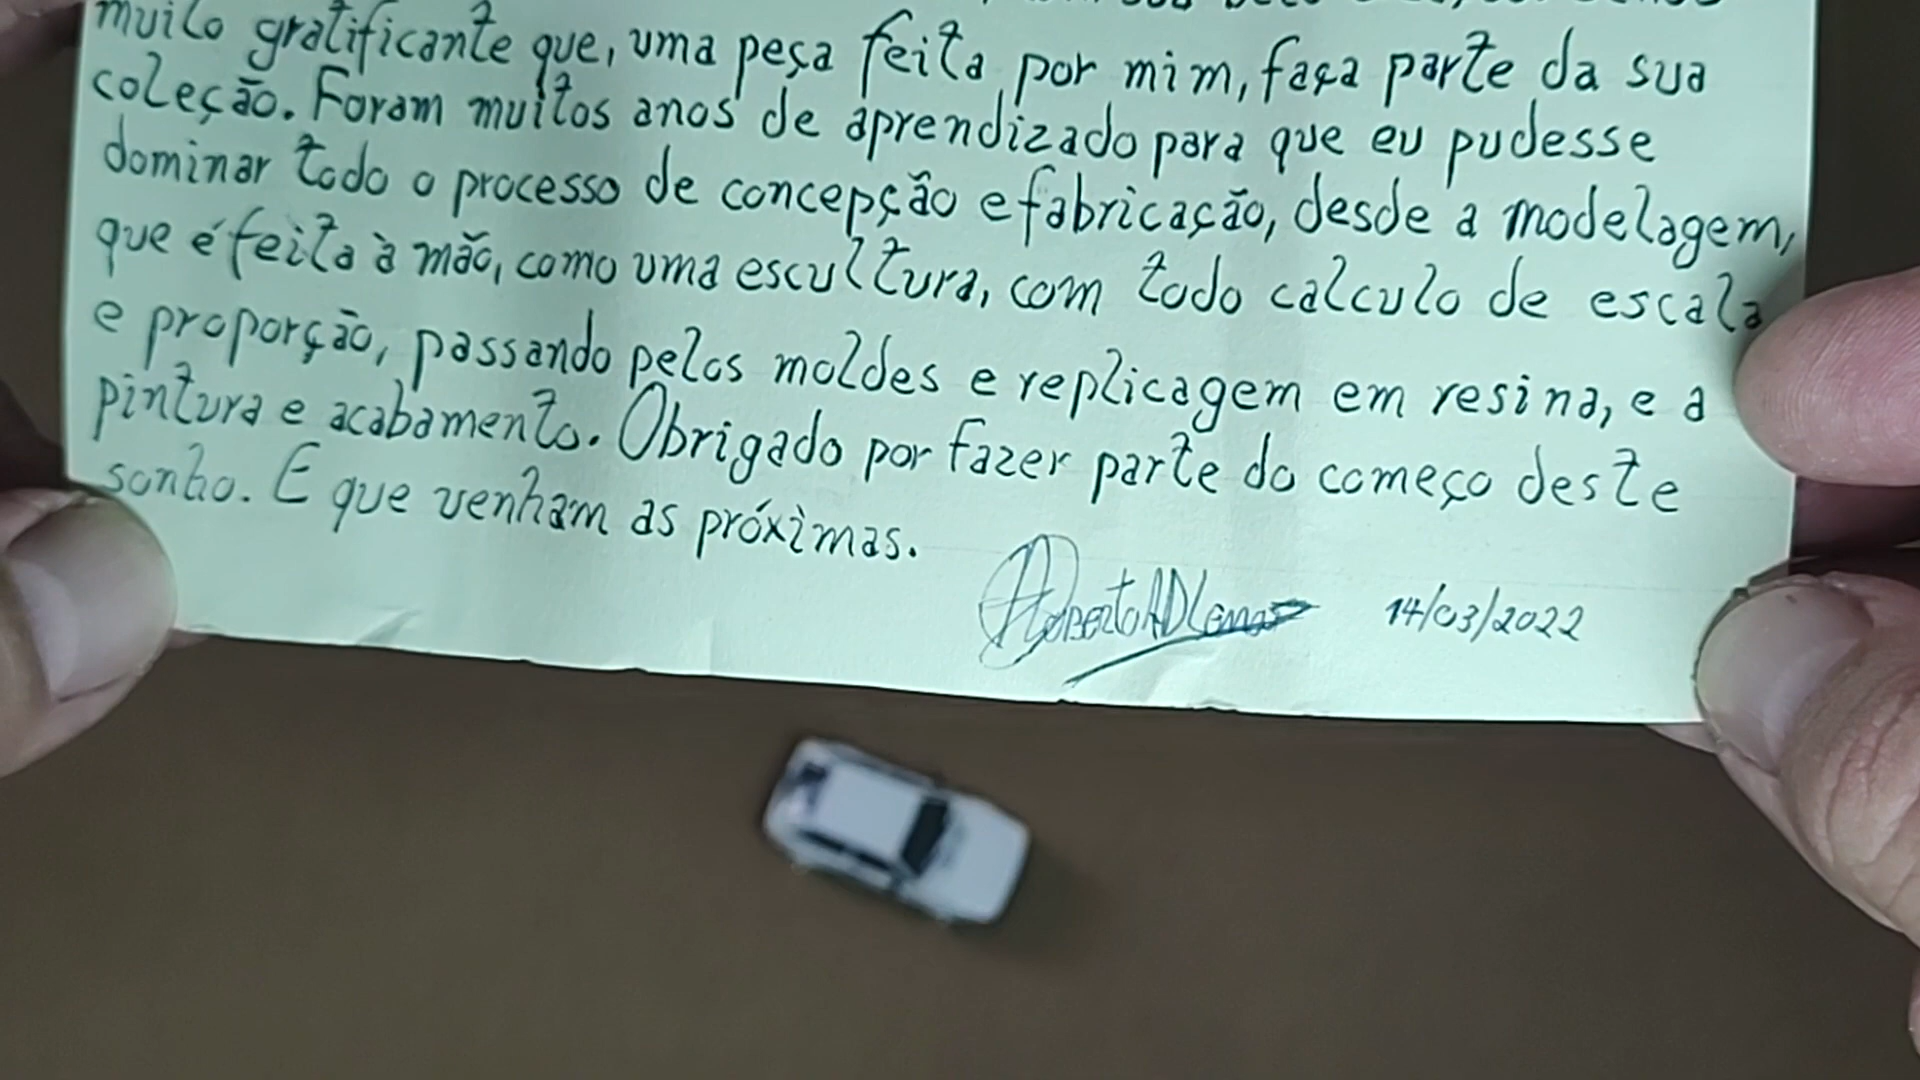 muito gratificante que, uma peça feita por mim, faça parte da sua
coleção. Foram muitos anos de aprendizado para que eu pudesse
dominar todo o processo de concepção e fabricação, desde a modelagem,
que é feita à mão, como uma escultura, com todo calculo de escala
e proporção, passando pelos moldes e replicagem em resina, e a
pintura e acabamento. Obrigado por fazer parte do começo deste
sonho. E que venham as próximas.
14/03/2022